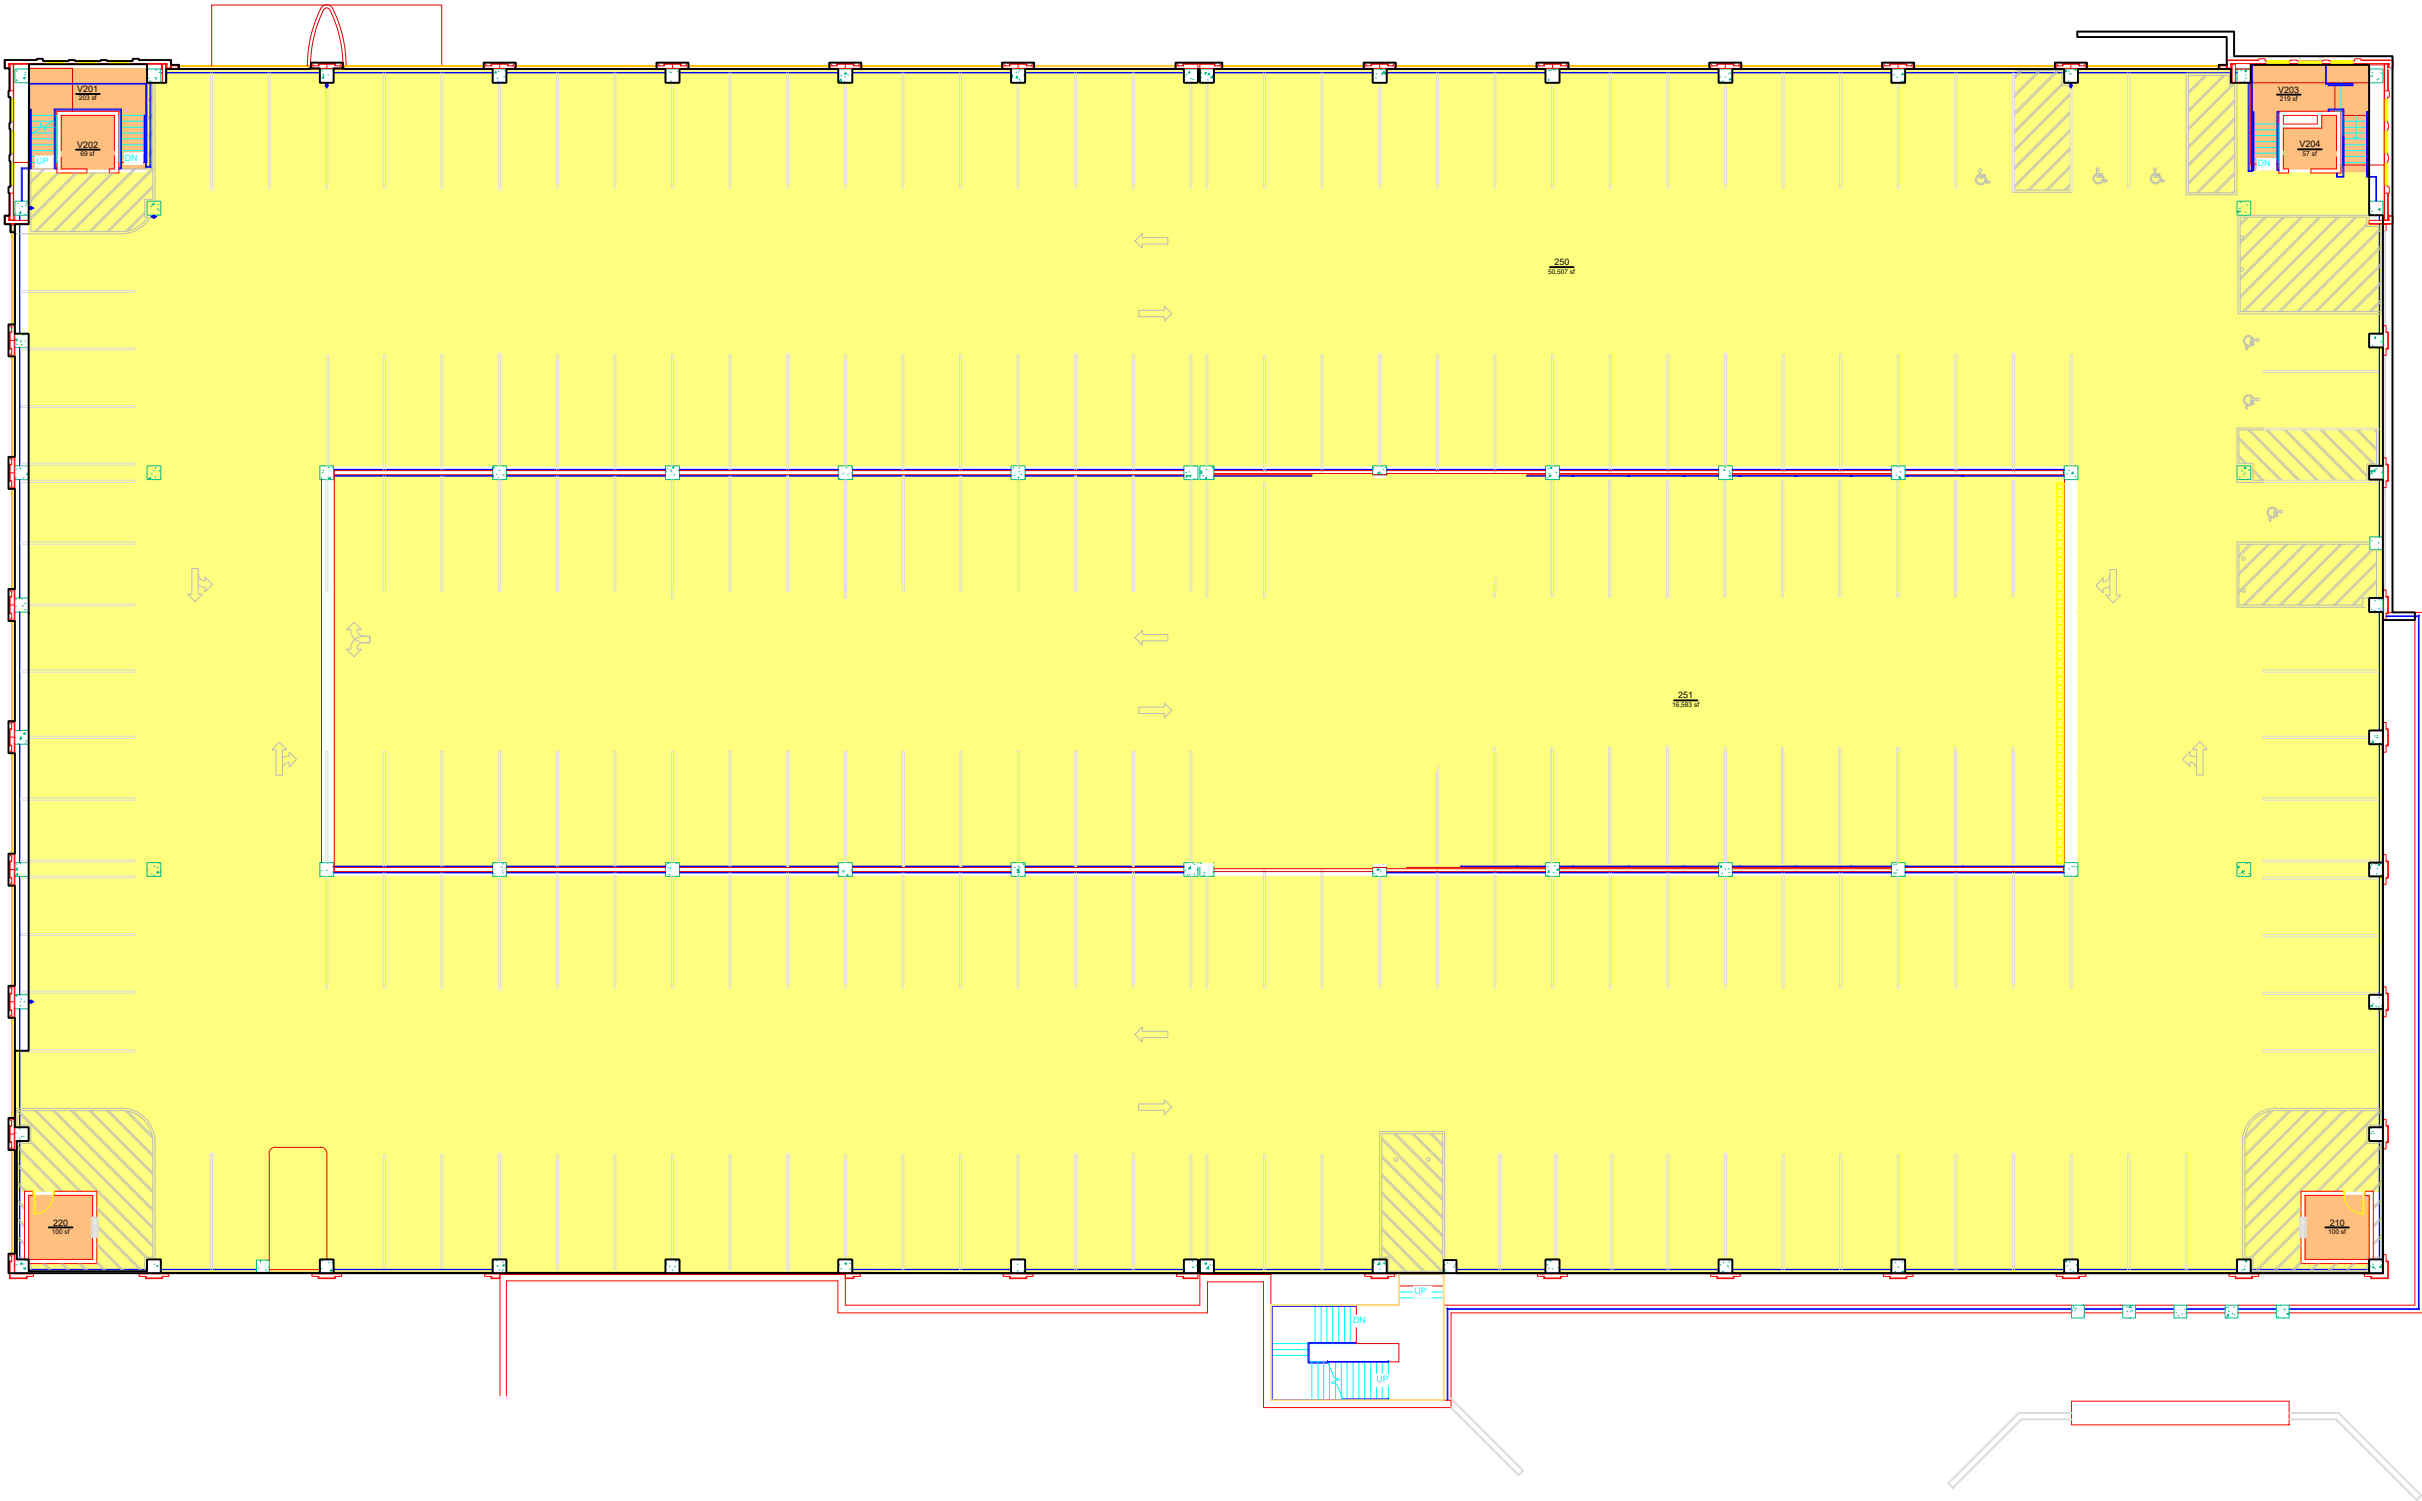 V201
203 sf
V202
69 sf
UP
DN
V203
219 sf
V204
57 sf
DN
250
50,507 sf
251
16,583 sf
220
100 sf
210
100 sf
UP
DN
UP